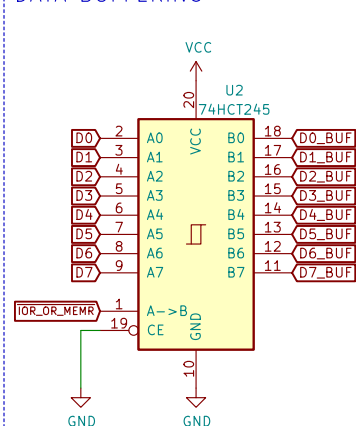 DATA BUFFERING
VCC
U2
74HCT245
20
VCC
D0 2 A0 B0 18 D0_BUF
D1 3 A1 B1 17 D1_BUF
D2 4 A2 B2 16 D2_BUF
D3 5 A3 B3 15 D3_BUF
D4 6 A4 B4 14 D4_BUF
D5 7 A5 B5 13 D5_BUF
D6 8 A6 B6 12 D6_BUF
D7 9 A7 B7 11 D7_BUF
IOR_OR_MEMR 1 A->B
19 CE
GND
10
GND GND